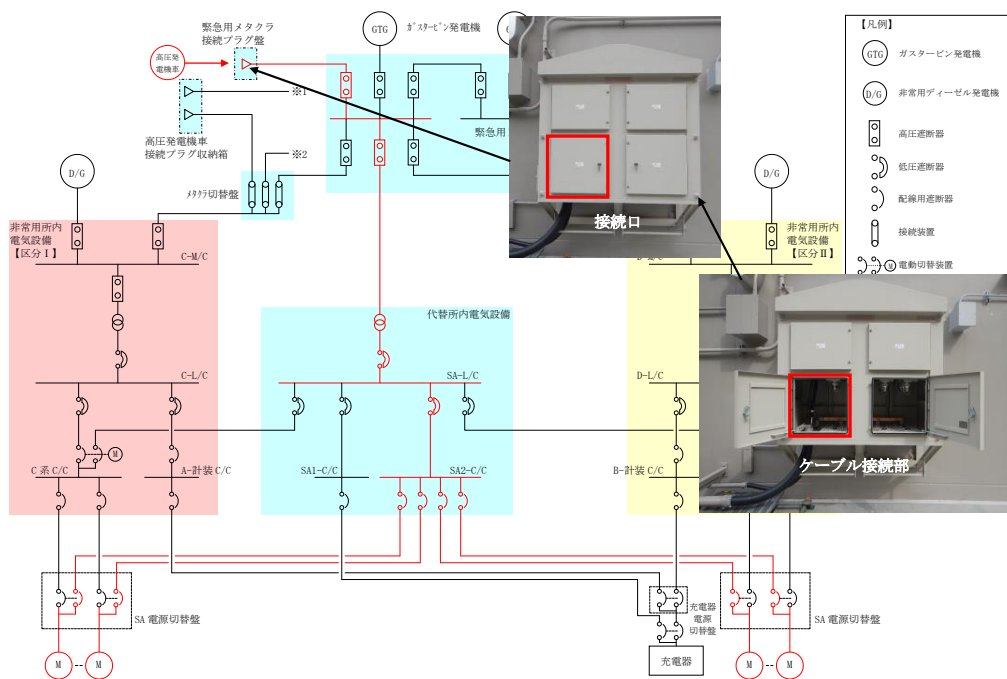 緊急用メタクラ
接続プラグ盤
GTG
ガスタービン発電機
高圧発
電機車
※1
高圧発電機車
接続プラグ収納箱
※2
緊急用
D/G
メタクラ切替盤
接続口
D/G
【凡例】
GTG ガスタービン発電機
D/G 非常用ディーゼル発電機
高圧遮断器
低圧遮断器
配線用遮断器
接続装置
M 電動切替装置
非常用所内
電気設備
【区分Ⅰ】
C-M/C
非常用所内
電気設備
【区分Ⅱ】
代替所内電気設備
C-L/C
SA-L/C
D-L/C
M
C系 C/C
A-計装 C/C
SA1-C/C
SA2-C/C
B-計装 C/C
ケーブル接続部
SA 電源切替盤
充電器
電源
切替盤
SA 電源切替盤
M
M
充電器
M
M